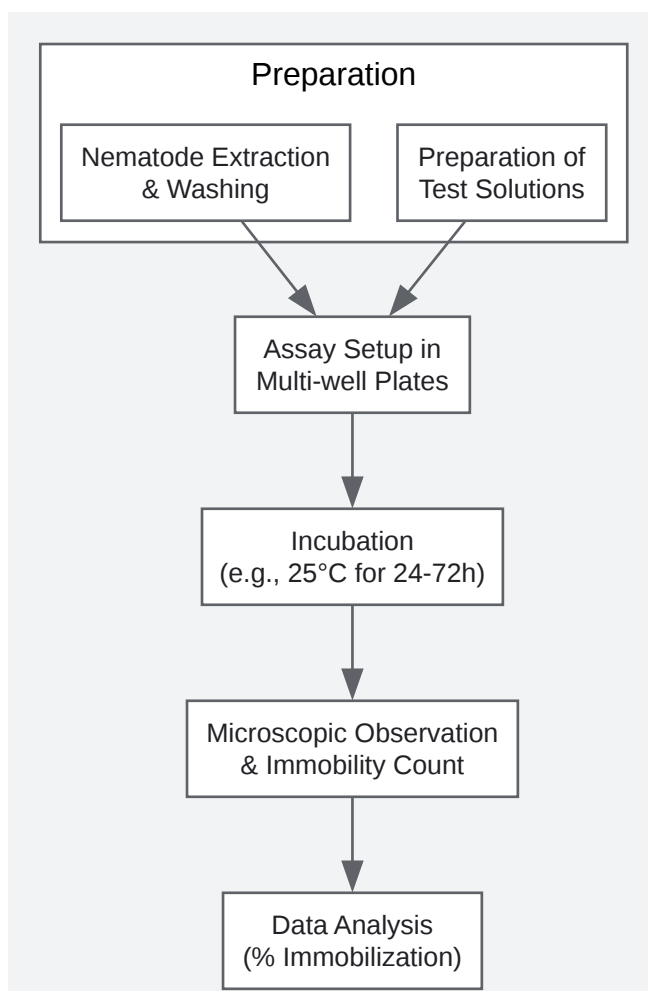 Preparation
Nematode Extraction
& Washing
Preparation of
Test Solutions
Assay Setup in
Multi-well Plates
Incubation
(e.g., 25°C for 24-72h)
Microscopic Observation
& Immobility Count
Data Analysis
(% Immobilization)